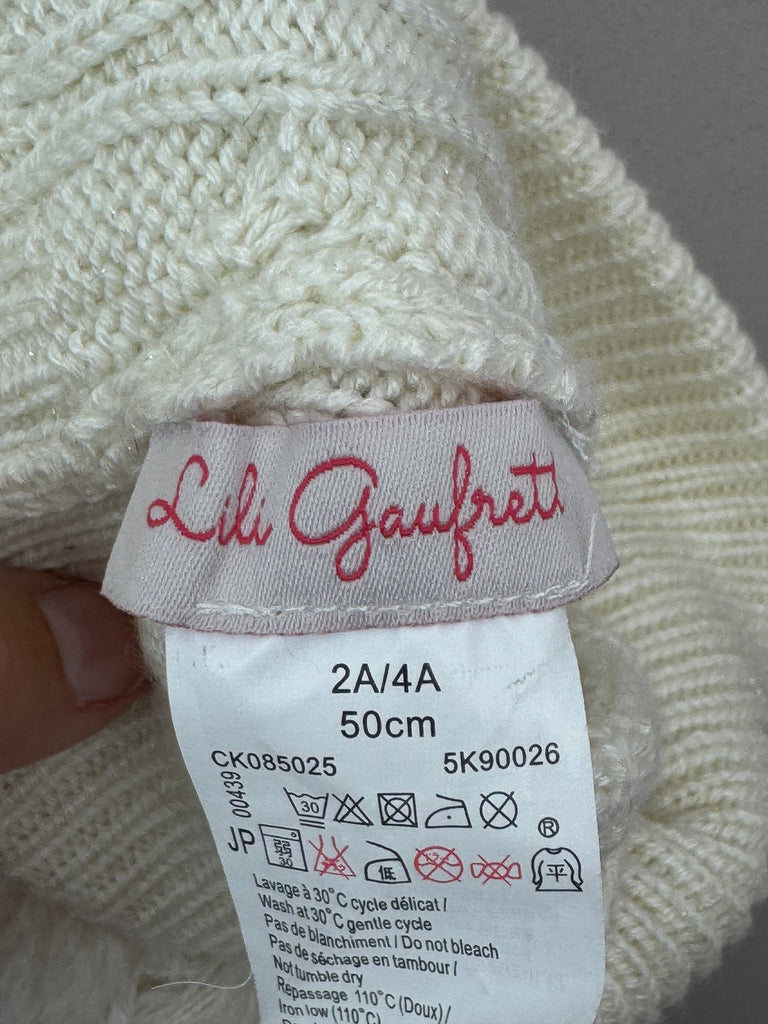 Lili Gaufrett
2A/4A
50cm
CK085025 5K90026
00439
30
®
JP
30
低
平
Lavage à 30°C cycle délicat /
Wash at 30°C gentle cycle
Pas de blanchiment / Do not bleach
Pas de séchage en tambour /
Not tumble dry
Repassage 110°C (Doux) /
Iron low (110°C)